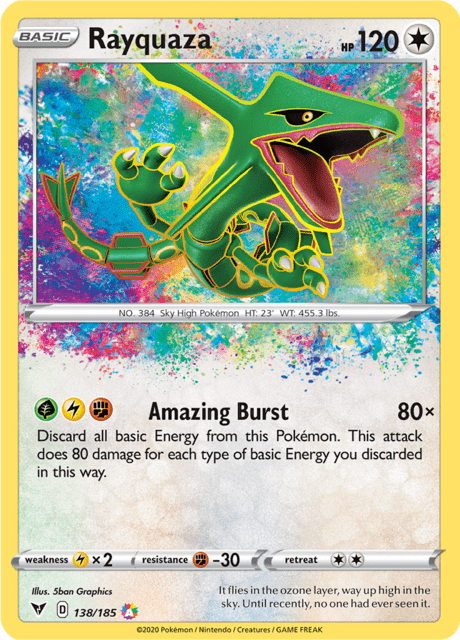 BASIC Rayquaza HP 120
NO. 384 Sky High Pokémon HT: 23' WT: 455.3 lbs.
Amazing Burst 80×
Discard all basic Energy from this Pokémon. This attack
does 80 damage for each type of basic Energy you discarded
in this way.
weakness ×2 resistance -30 retreat
Illus. 5ban Graphics
D 138/185 A
It flies in the ozone layer, way up high in the
sky. Until recently, no one had ever seen it.
©2020 Pokémon / Nintendo / Creatures / GAME FREAK